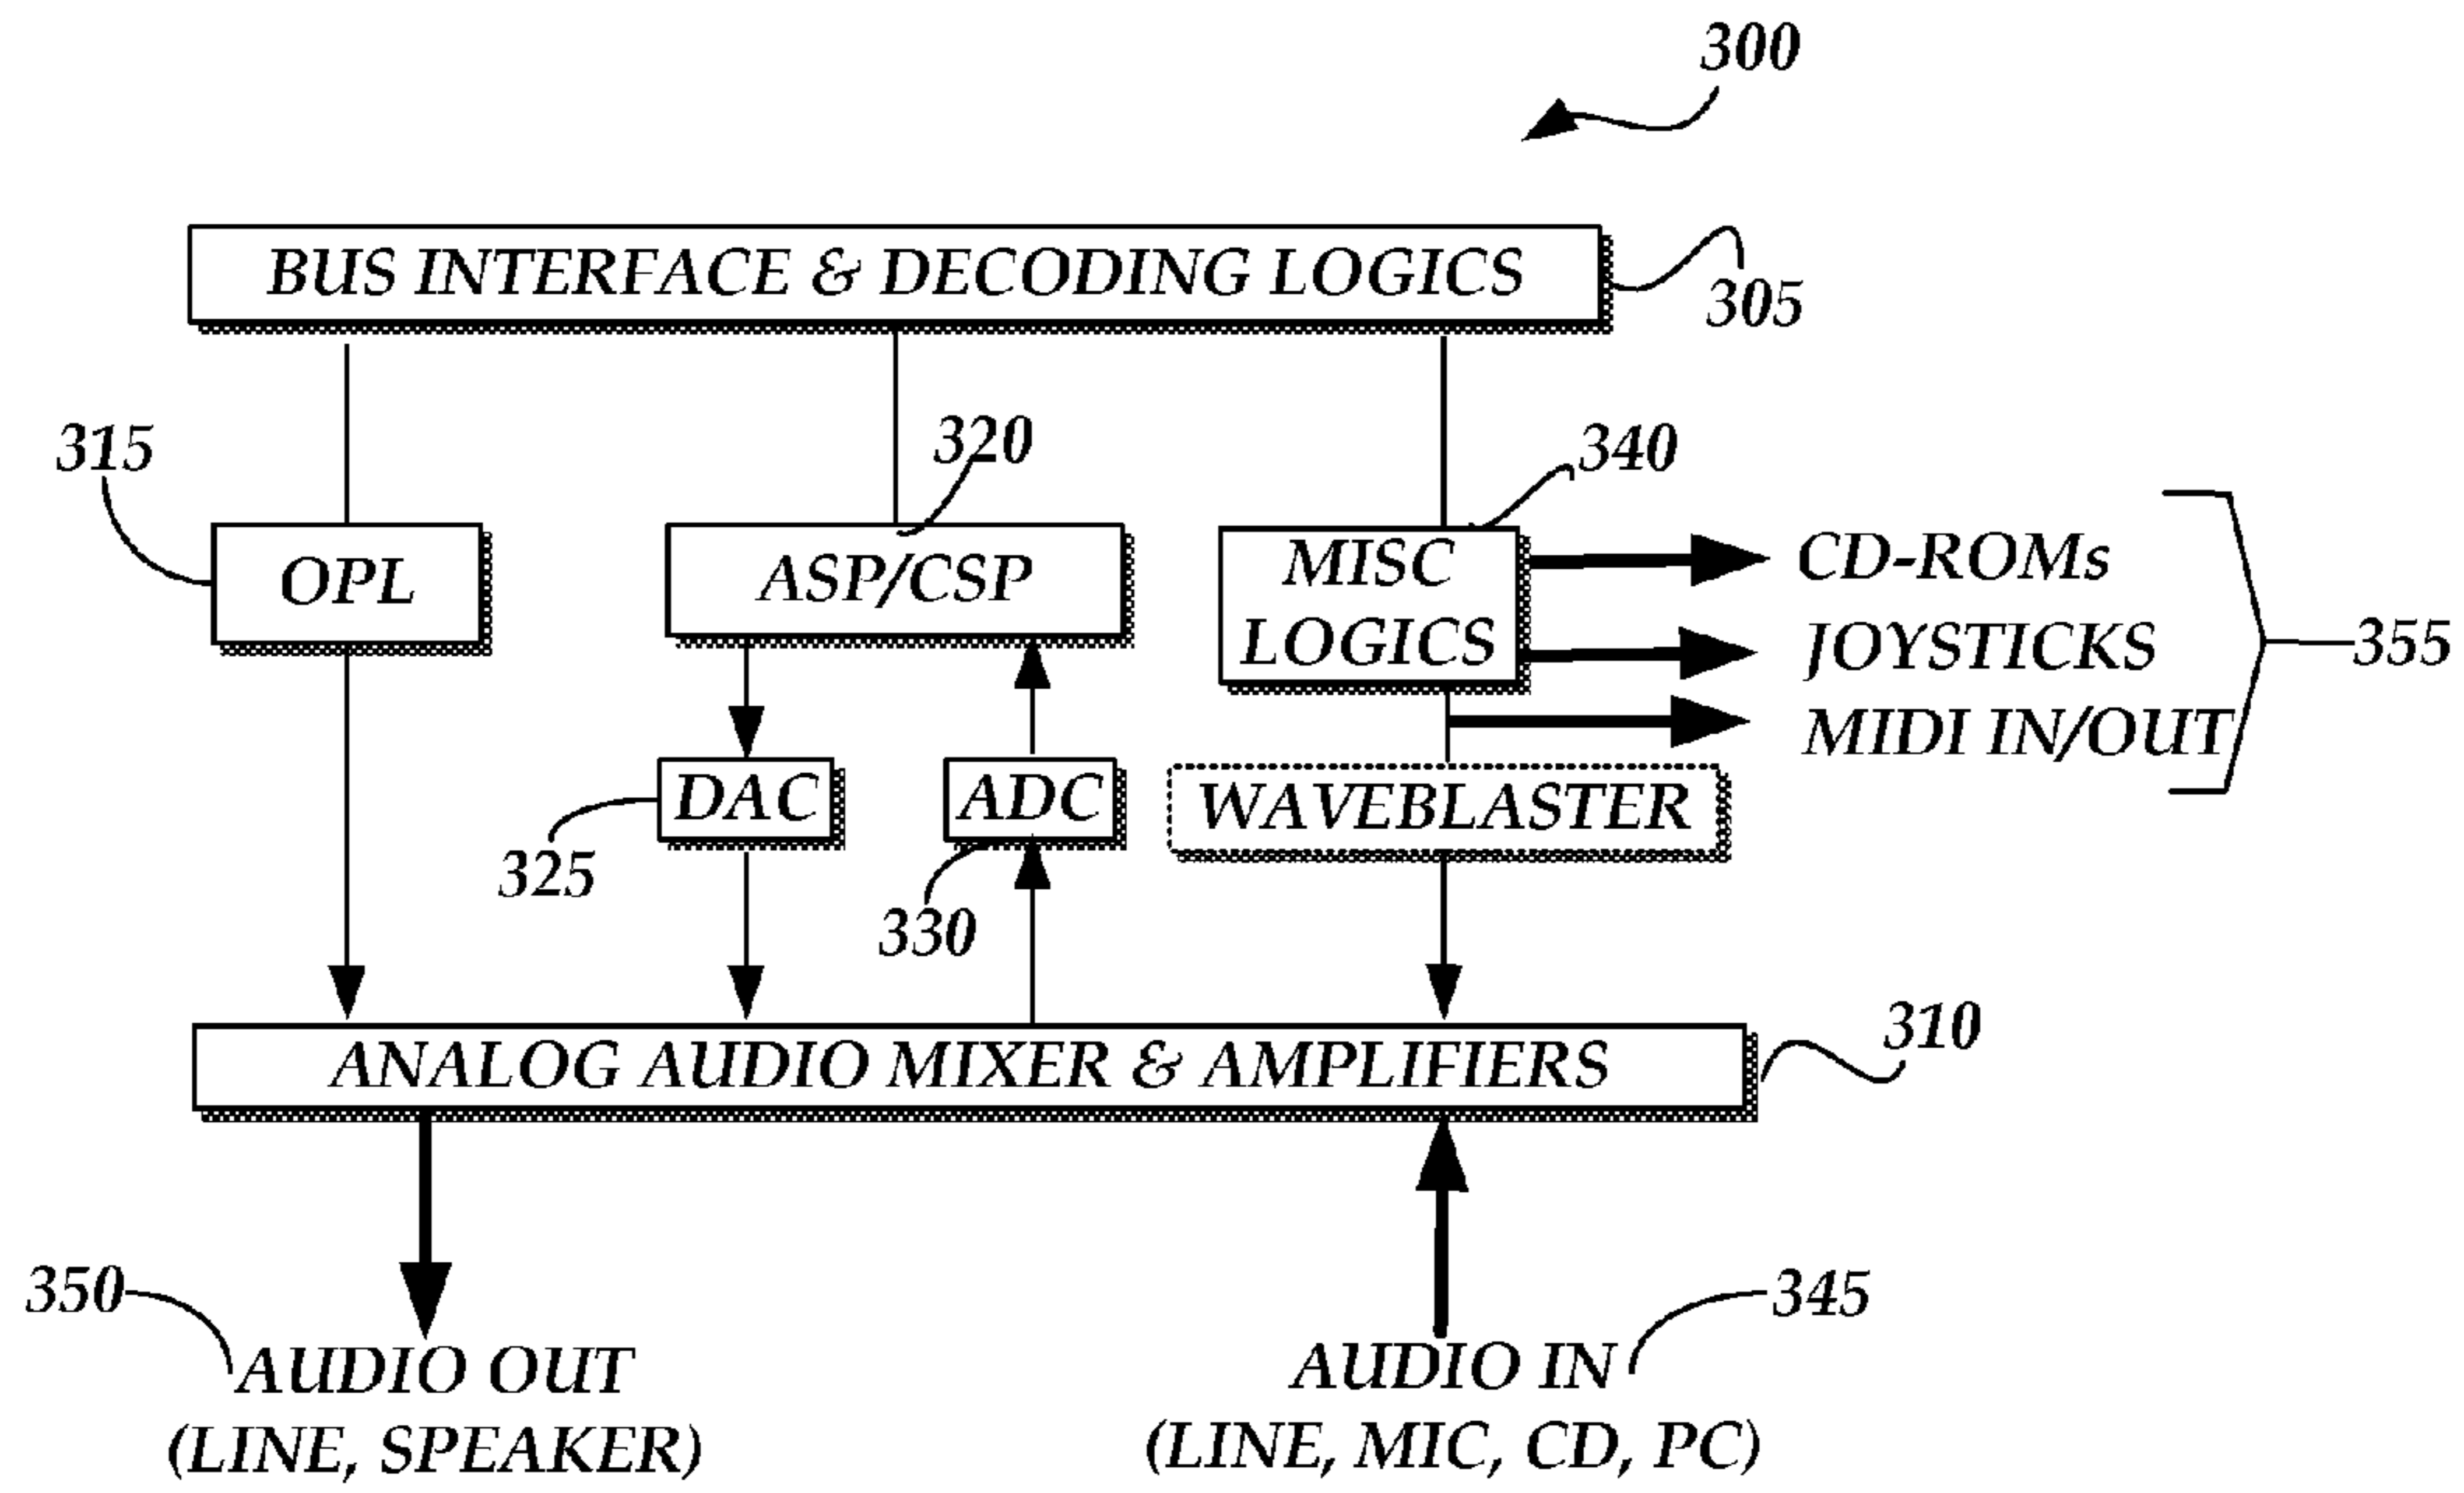 300
BUS INTERFACE & DECODING LOGICS
305
315
320
340
OPL
ASP/CSP
MISC
LOGICS
CD-ROMs
JOYSTICKS
MIDI IN/OUT
355
DAC
ADC
WAVEBLASTER
325
330
ANALOG AUDIO MIXER & AMPLIFIERS
310
350
AUDIO OUT
(LINE, SPEAKER)
345
AUDIO IN
(LINE, MIC, CD, PC)